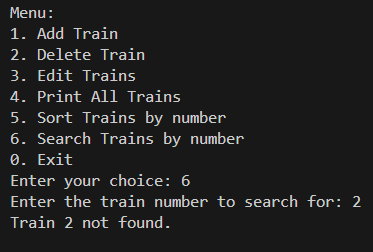 Menu:
1. Add Train
2. Delete Train
3. Edit Trains
4. Print All Trains
5. Sort Trains by number
6. Search Trains by number
0. Exit
Enter your choice: 6
Enter the train number to search for: 2
Train 2 not found.